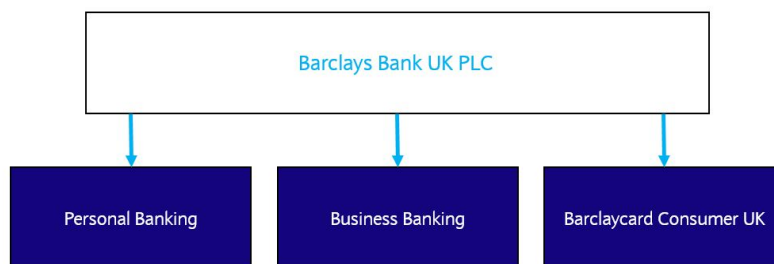 Barclays Bank UK PLC
Personal Banking
Business Banking
Barclaycard Consumer UK